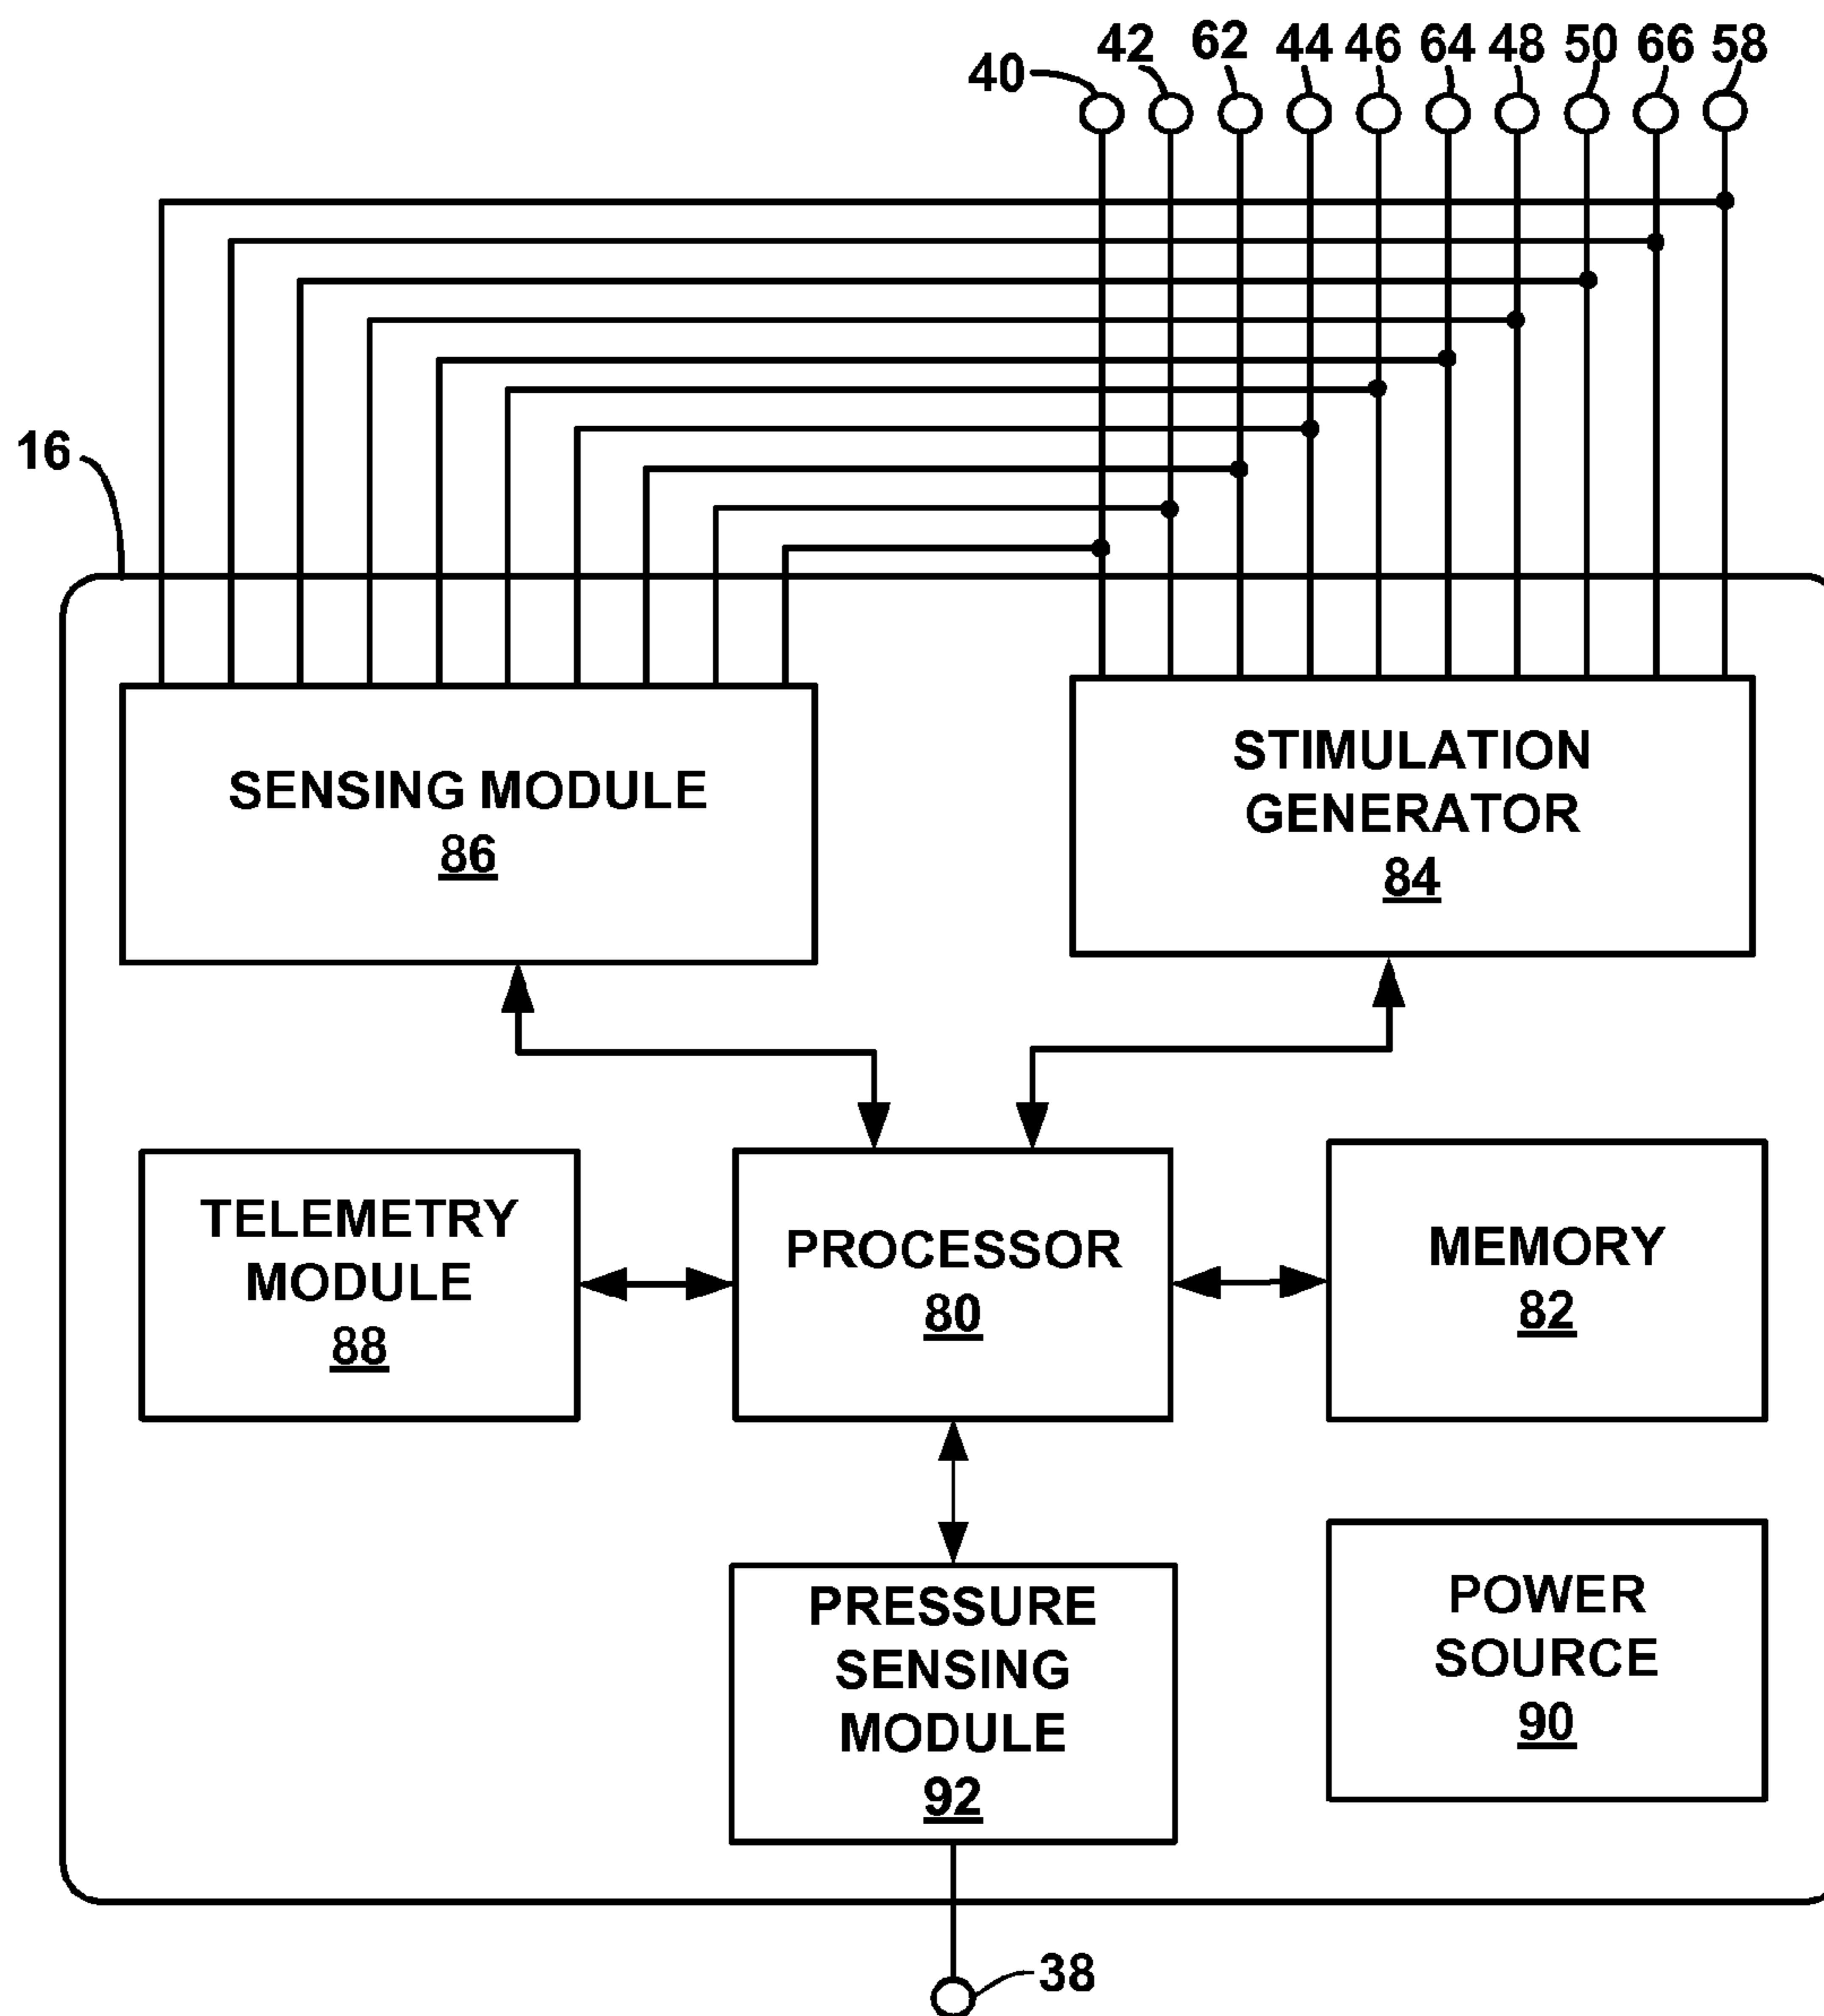 40 42 62 44 46 64 48 50 66 58
16
SENSING MODULE
86
STIMULATION
GENERATOR
84
TELEMETRY
MODULE
88
PROCESSOR
80
MEMORY
82
PRESSURE
SENSING
MODULE
92
POWER
SOURCE
90
38